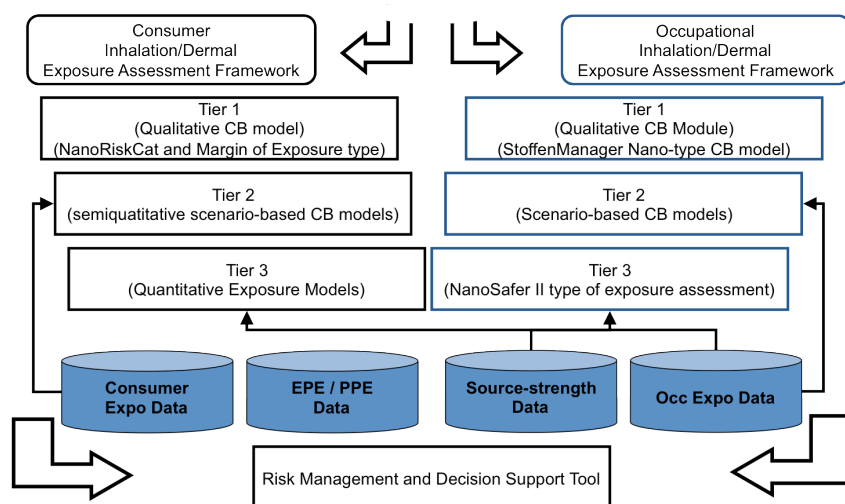 Consumer
Inhalation/Dermal
Exposure Assessment Framework
Occupational
Inhalation/Dermal
Exposure Assessment Framework
Tier 1
(Qualitative CB model)
(NanoRiskCat and Margin of Exposure type)
Tier 1
(Qualitative CB Module)
(StoffenManager Nano-type CB model)
Tier 2
(semiquantitative scenario-based CB models)
Tier 2
(Scenario-based CB models)
Tier 3
(Quantitative Exposure Models)
Tier 3
(NanoSafer II type of exposure assessment)
Consumer
Expo Data
EPE / PPE
Data
Source-strength
Data
Occ Expo Data
Risk Management and Decision Support Tool